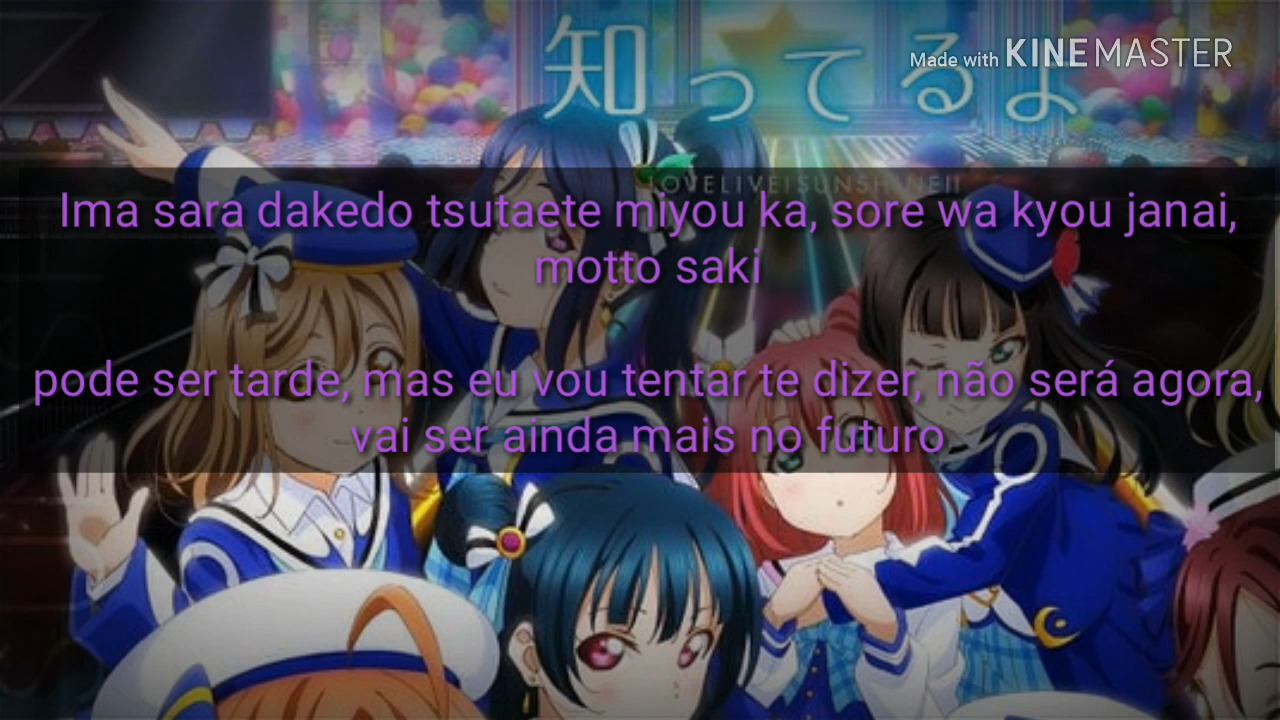 知ってるよ
Made with KINEMASTER
LOVELIVE!SUNSHINE!!
Ima sara dakedo tsutaete miyou ka, sore wa kyou janai,
motto saki
pode ser tarde, mas eu vou tentar te dizer, não será agora,
vai ser ainda mais no futuro